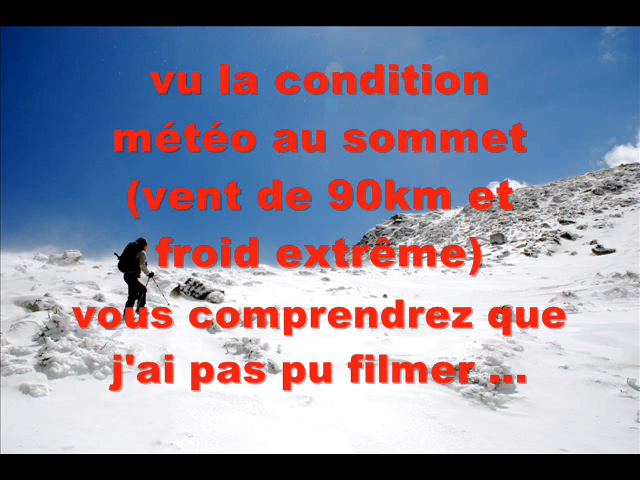 vu la condition
météo au sommet
(vent de 90km et
froid extrême)
vous comprendrez que
j'ai pas pu filmer ...